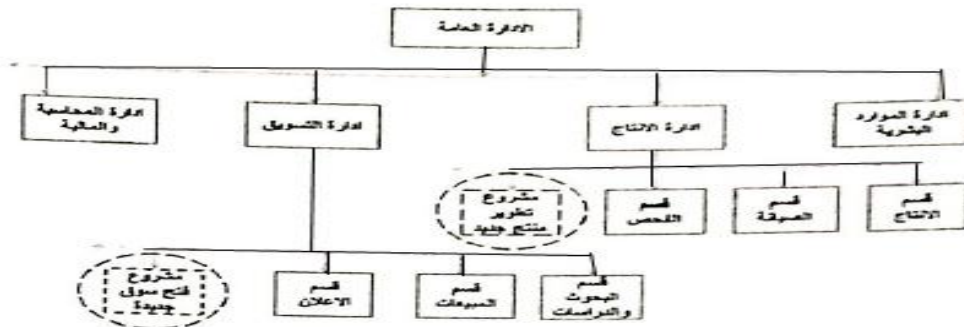 الادارة العامة
ادارة الموارد
البشرية
ادارة الانتاج
ادارة التسويق
ادارة المحاسبة
والمالية
قسم
الانتاج
قسم
الصيانة
قسم
الفحص
مشروع
تطوير
منتج جديد
قسم
البحوث
والدراسات
قسم
المبيعات
قسم
الاعلان
مشروع
فتح سوق
جديدة